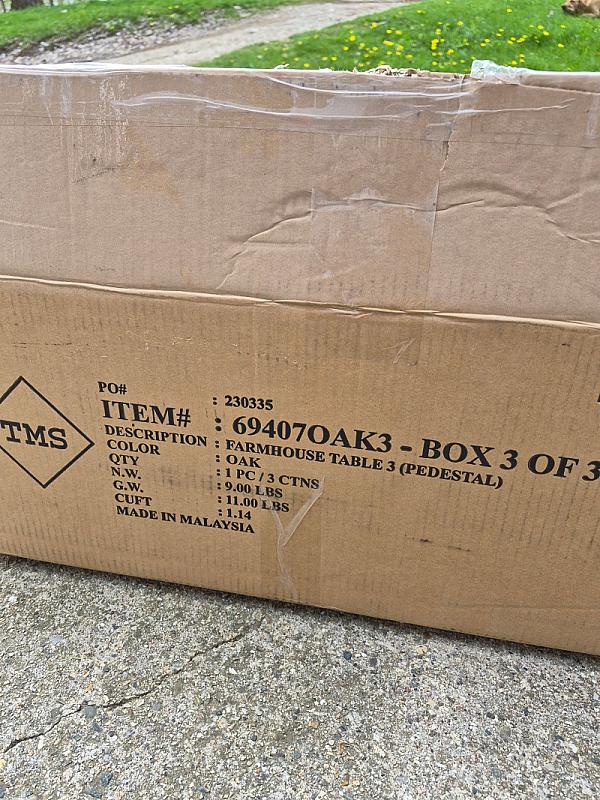 TMS
PO# : 230335
ITEM# : 69407OAK3 - BOX 3 OF 3
DESCRIPTION : FARMHOUSE TABLE 3 (PEDESTAL)
COLOR : OAK
QTY : 1 PC / 3 CTNS
N.W. : 9.00 LBS
G.W. : 11.00 LBS
CUFT : 1.14
MADE IN MALAYSIA